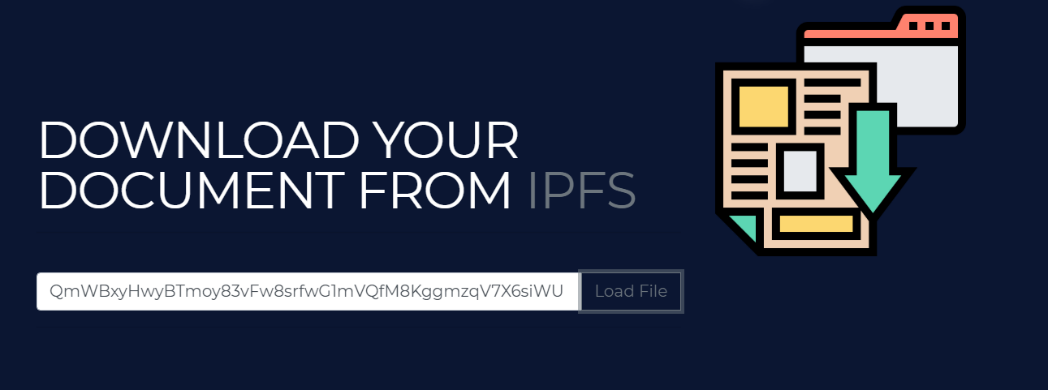 DOWNLOAD YOUR
DOCUMENT FROM IPFS
QmWBxyHwyBTmoy83vFw8srfwG1mVQfM8KggmzqV7X6siWU
Load File